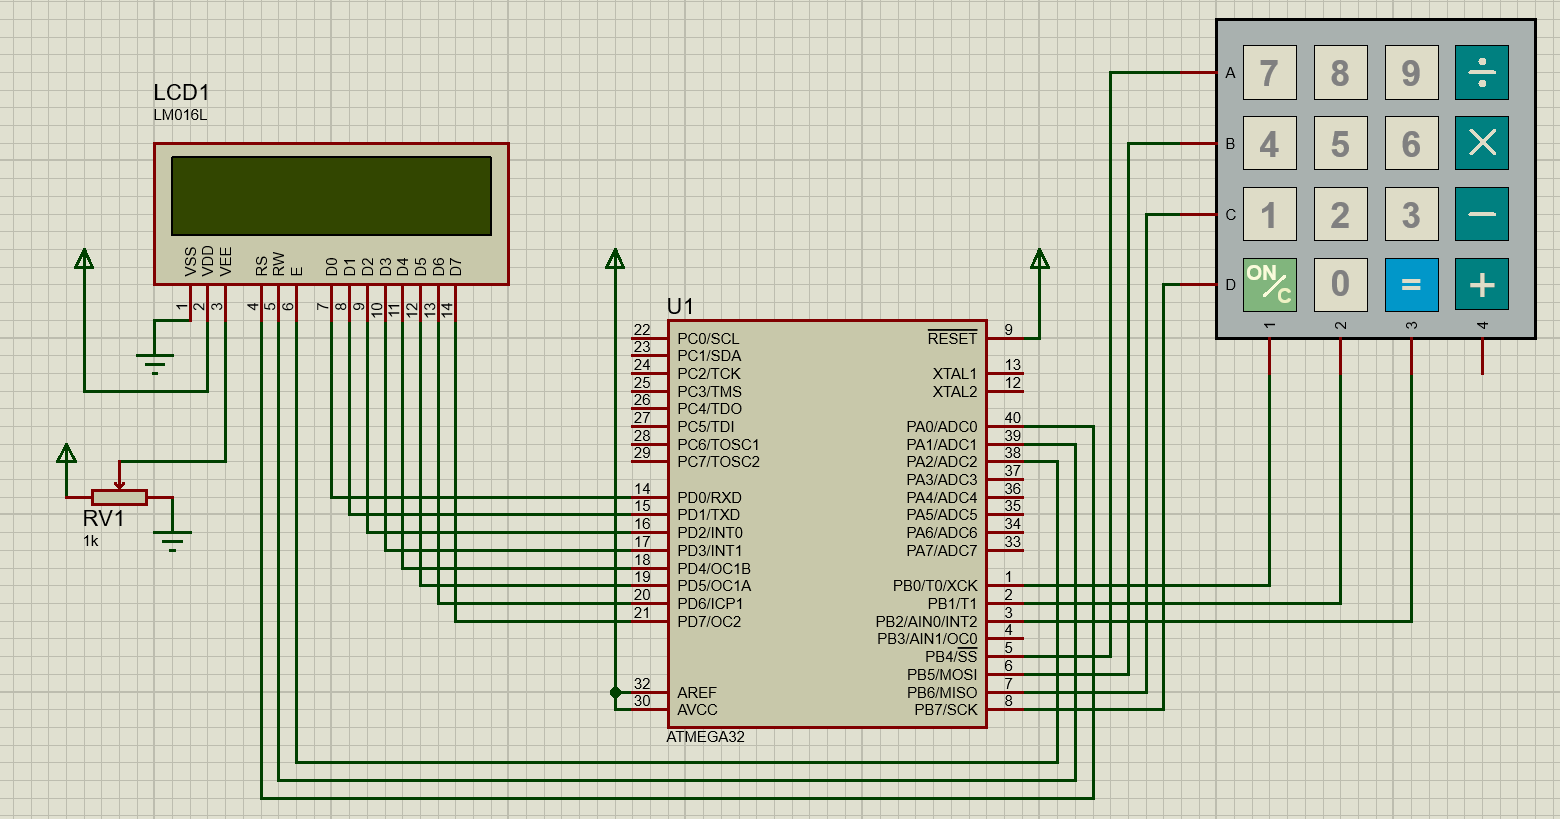 LCD1
LM016L
VSS VDD VEE RS RW E D0 D1 D2 D3 D4 D5 D6 D7
1 2 3 4 5 6 7 8 9 10 11 12 13 14
RV1
1k
U1
22 PC0/SCL
23 PC1/SDA
24 PC2/TCK
25 PC3/TMS
26 PC4/TDO
27 PC5/TDI
28 PC6/TOSC1
29 PC7/TOSC2
14 PD0/RXD
15 PD1/TXD
16 PD2/INT0
17 PD3/INT1
18 PD4/OC1B
19 PD5/OC1A
20 PD6/ICP1
21 PD7/OC2
32 AREF
30 AVCC
RESET 9
XTAL1 13
XTAL2 12
PA0/ADC0 40
PA1/ADC1 39
PA2/ADC2 38
PA3/ADC3 37
PA4/ADC4 36
PA5/ADC5 35
PA6/ADC6 34
PA7/ADC7 33
PB0/T0/XCK 1
PB1/T1 2
PB2/AIN0/INT2 3
PB3/AIN1/OC0 4
PB4/SS 5
PB5/MOSI 6
PB6/MISO 7
PB7/SCK 8
ATMEGA32
A 7 8 9 ÷
B 4 5 6 ×
C 1 2 3 −
D ON/C 0 = +
1 2 3 4